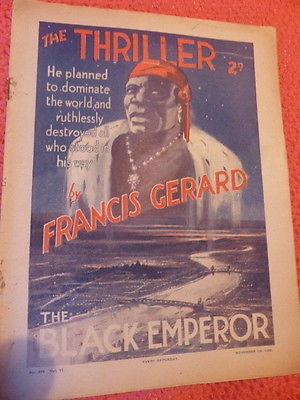 THE THRILLER 2D
He planned
to dominate
the world, and
ruthlessly
destroyed all
who stood in
his way
by
FRANCIS GERARD
THE
BLACK EMPEROR
EVERY SATURDAY.